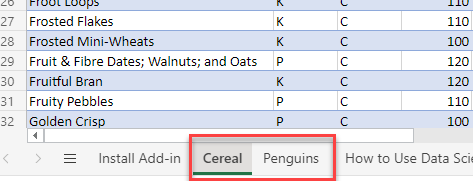 26 Froot Loops K C 110
27 Frosted Flakes K C 110
28 Frosted Mini-Wheats K C 100
29 Fruit & Fibre Dates; Walnuts; and Oats P C 120
30 Fruitful Bran K C 120
31 Fruity Pebbles P C 110
32 Golden Crisp P C 100
Install Add-in Cereal Penguins How to Use Data Scie